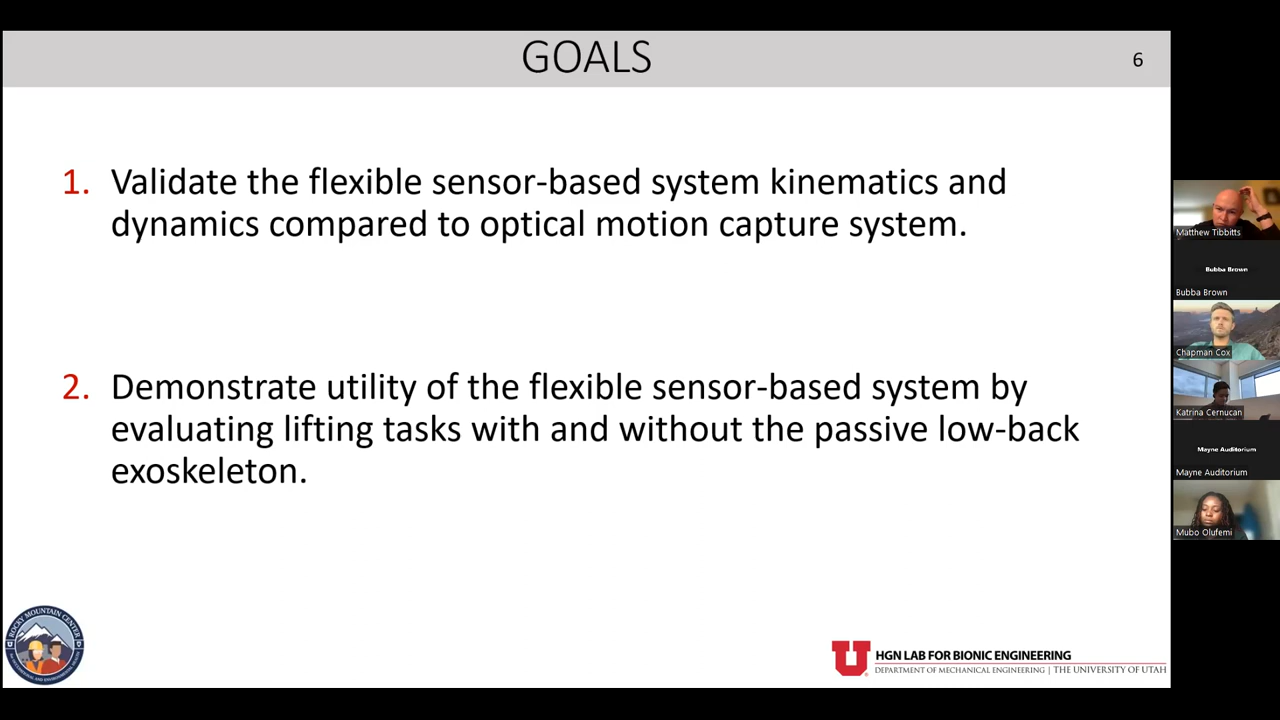 GOALS
6
1. Validate the flexible sensor-based system kinematics and
dynamics compared to optical motion capture system.
2. Demonstrate utility of the flexible sensor-based system by
evaluating lifting tasks with and without the passive low-back
exoskeleton.
ROCKY MOUNTAIN CENTER
U
HGN LAB FOR BIONIC ENGINEERING
DEPARTMENT OF MECHANICAL ENGINEERING | THE UNIVERSITY OF UTAH
Matthew Tibbitts
Bubba Brown
Bubba Brown
Chapman Cox
Katrina Cernucan
Mayne Auditorium
Mayne Auditorium
Mubo Olufemi